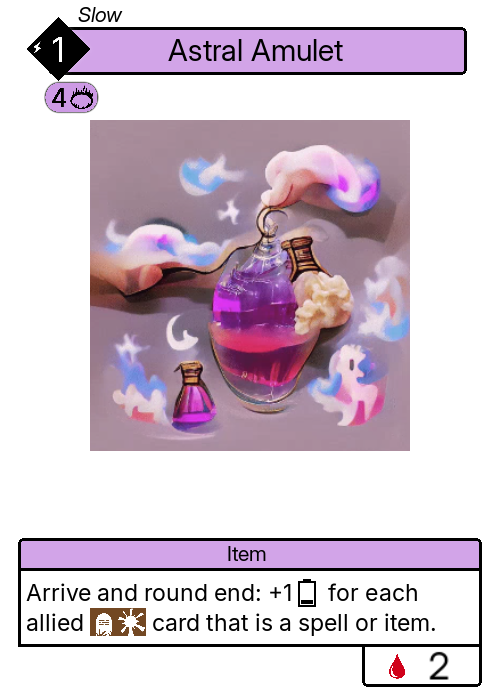 Slow
1
Astral Amulet
4
Item
Arrive and round end: +1 for each
allied card that is a spell or item.
2